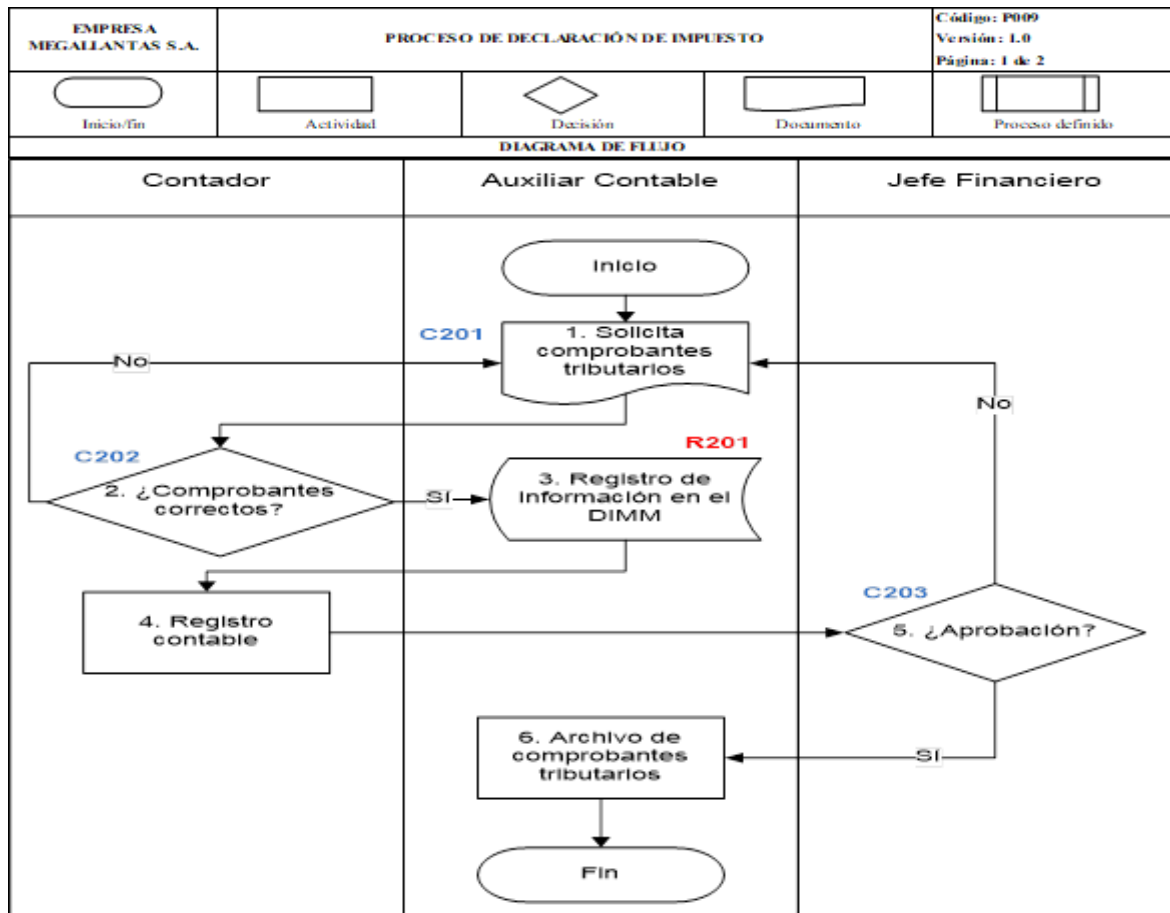 EMPRESA
MEGALLANTAS S.A.
PROCESO DE DECLARACIÓN DE IMPUESTO
Código: P009
Versión: 1.0
Página: 1 de 2
Inicio/fin
Actividad
Decisión
Documento
Proceso definido
DIAGRAMA DE FLUJO
Contador
Auxiliar Contable
Jefe Financiero
Inicio
C201
1. Solicita
comprobantes
tributarios
No
No
C202
2. ¿Comprobantes
correctos?
Sí
R201
3. Registro de
información en el
DIMM
4. Registro
contable
C203
5. ¿Aprobación?
6. Archivo de
comprobantes
tributarios
Sí
Fin